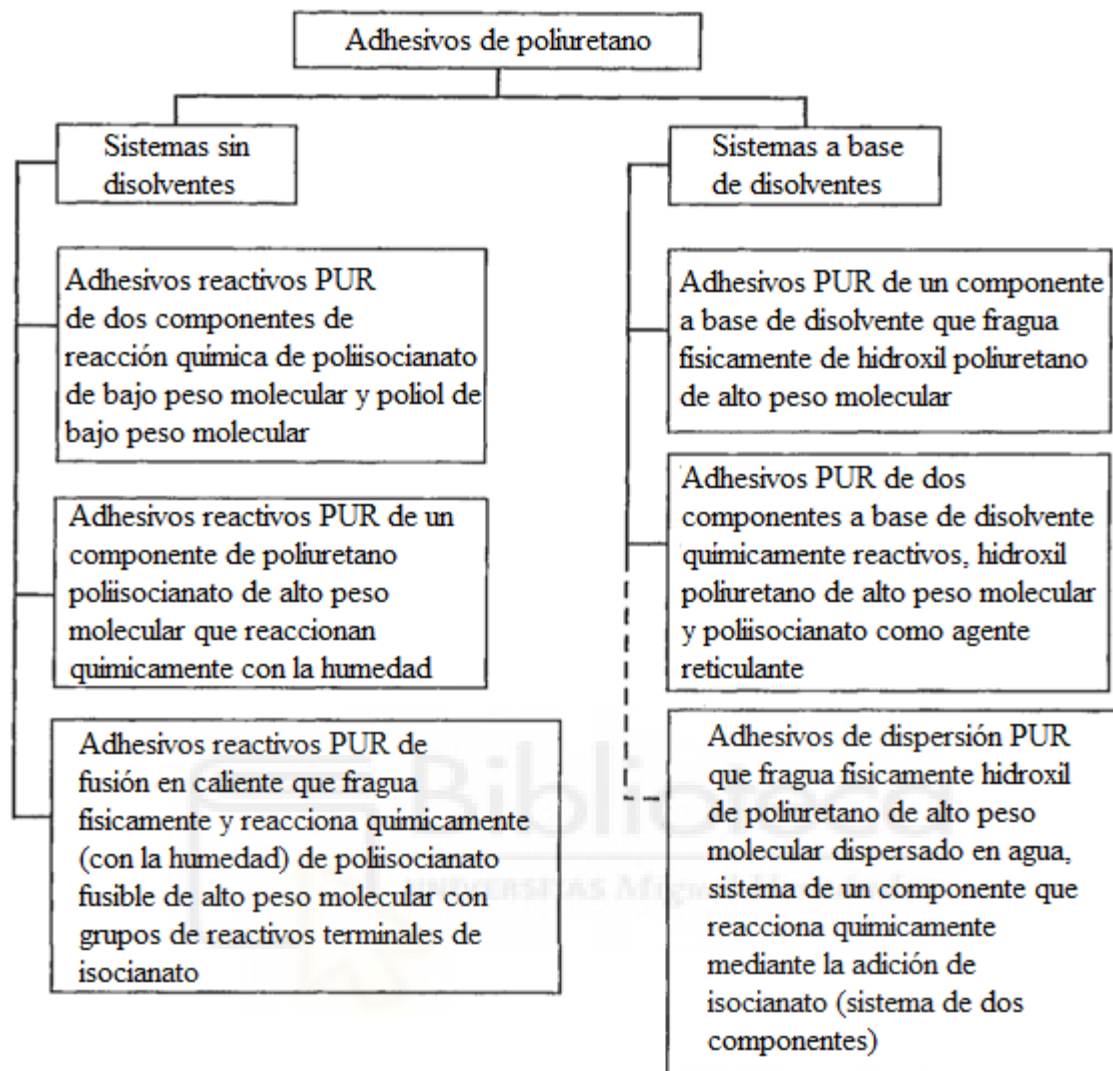 Adhesivos de poliuretano
Sistemas sin
disolventes
Adhesivos reactivos PUR
de dos componentes de
reacción química de poliisocianato
de bajo peso molecular y poliol de
bajo peso molecular
Adhesivos reactivos PUR de un
componente de poliuretano
poliisocianato de alto peso
molecular que reaccionan
quimicamente con la humedad
Adhesivos reactivos PUR de
fusión en caliente que fragua
fisicamente y reacciona químicamente
(con la humedad) de poliisocianato
fusible de alto peso molecular con
grupos de reactivos terminales de
isocianato
Sistemas a base
de disolventes
Adhesivos PUR de un componente
a base de disolvente que fragua
físicamente de hidroxil poliuretano
de alto peso molecular
Adhesivos PUR de dos
componentes a base de disolvente
químicamente reactivos, hidroxil
poliuretano de alto peso molecular
y poliisocianato como agente
reticulante
Adhesivos de dispersión PUR
que fragua fisicamente hidroxil
de poliuretano de alto peso
molecular dispersado en agua,
sistema de un componente que
reacciona químicamente
mediante la adición de
isocianato (sistema de dos
componentes)
Biblioteca
UNIVERSITAS Miguel Hernández